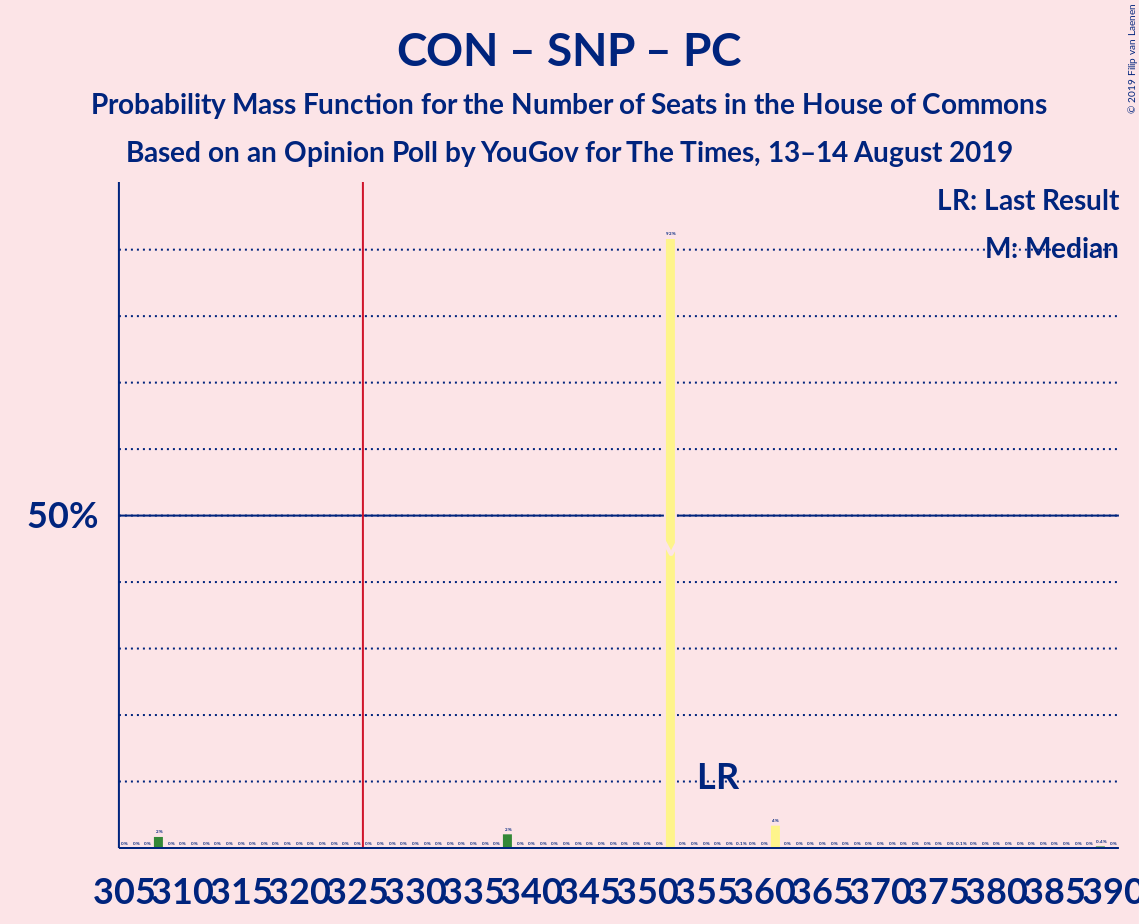 CON – SNP – PC
Probability Mass Function for the Number of Seats in the House of Commons
Based on an Opinion Poll by YouGov for The Times, 13–14 August 2019
© 2019 Filip van Laenen
LR: Last Result
M: Median
50%
LR
305 310 315 320 325 330 335 340 345 350 355 360 365 370 375 380 385 390